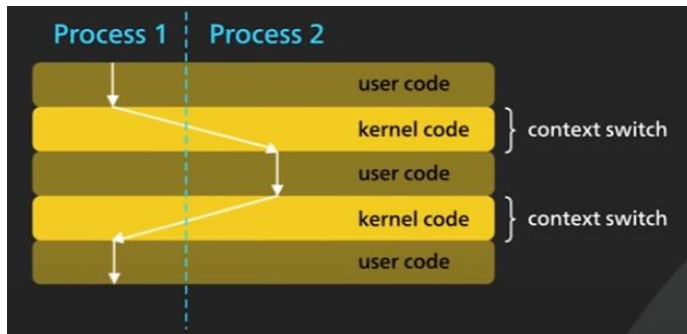 Process 1 Process 2
user code
kernel code context switch
user code
kernel code context switch
user code